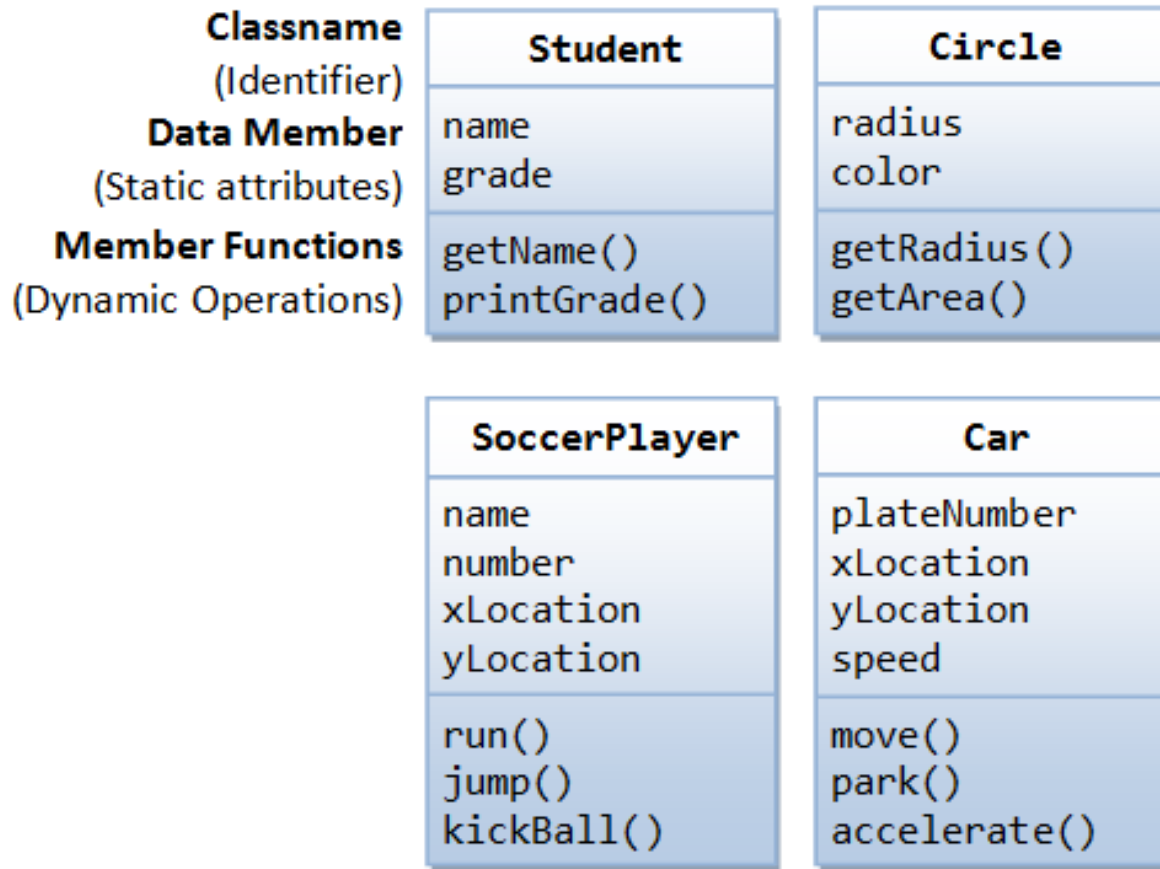 Classname
(Identifier)
Data Member
(Static attributes)
Member Functions
(Dynamic Operations)
Student
name
grade
getName()
printGrade()
Circle
radius
color
getRadius()
getArea()
SoccerPlayer
name
number
xLocation
yLocation
run()
jump()
kickBall()
Car
plateNumber
xLocation
yLocation
speed
move()
park()
accelerate()